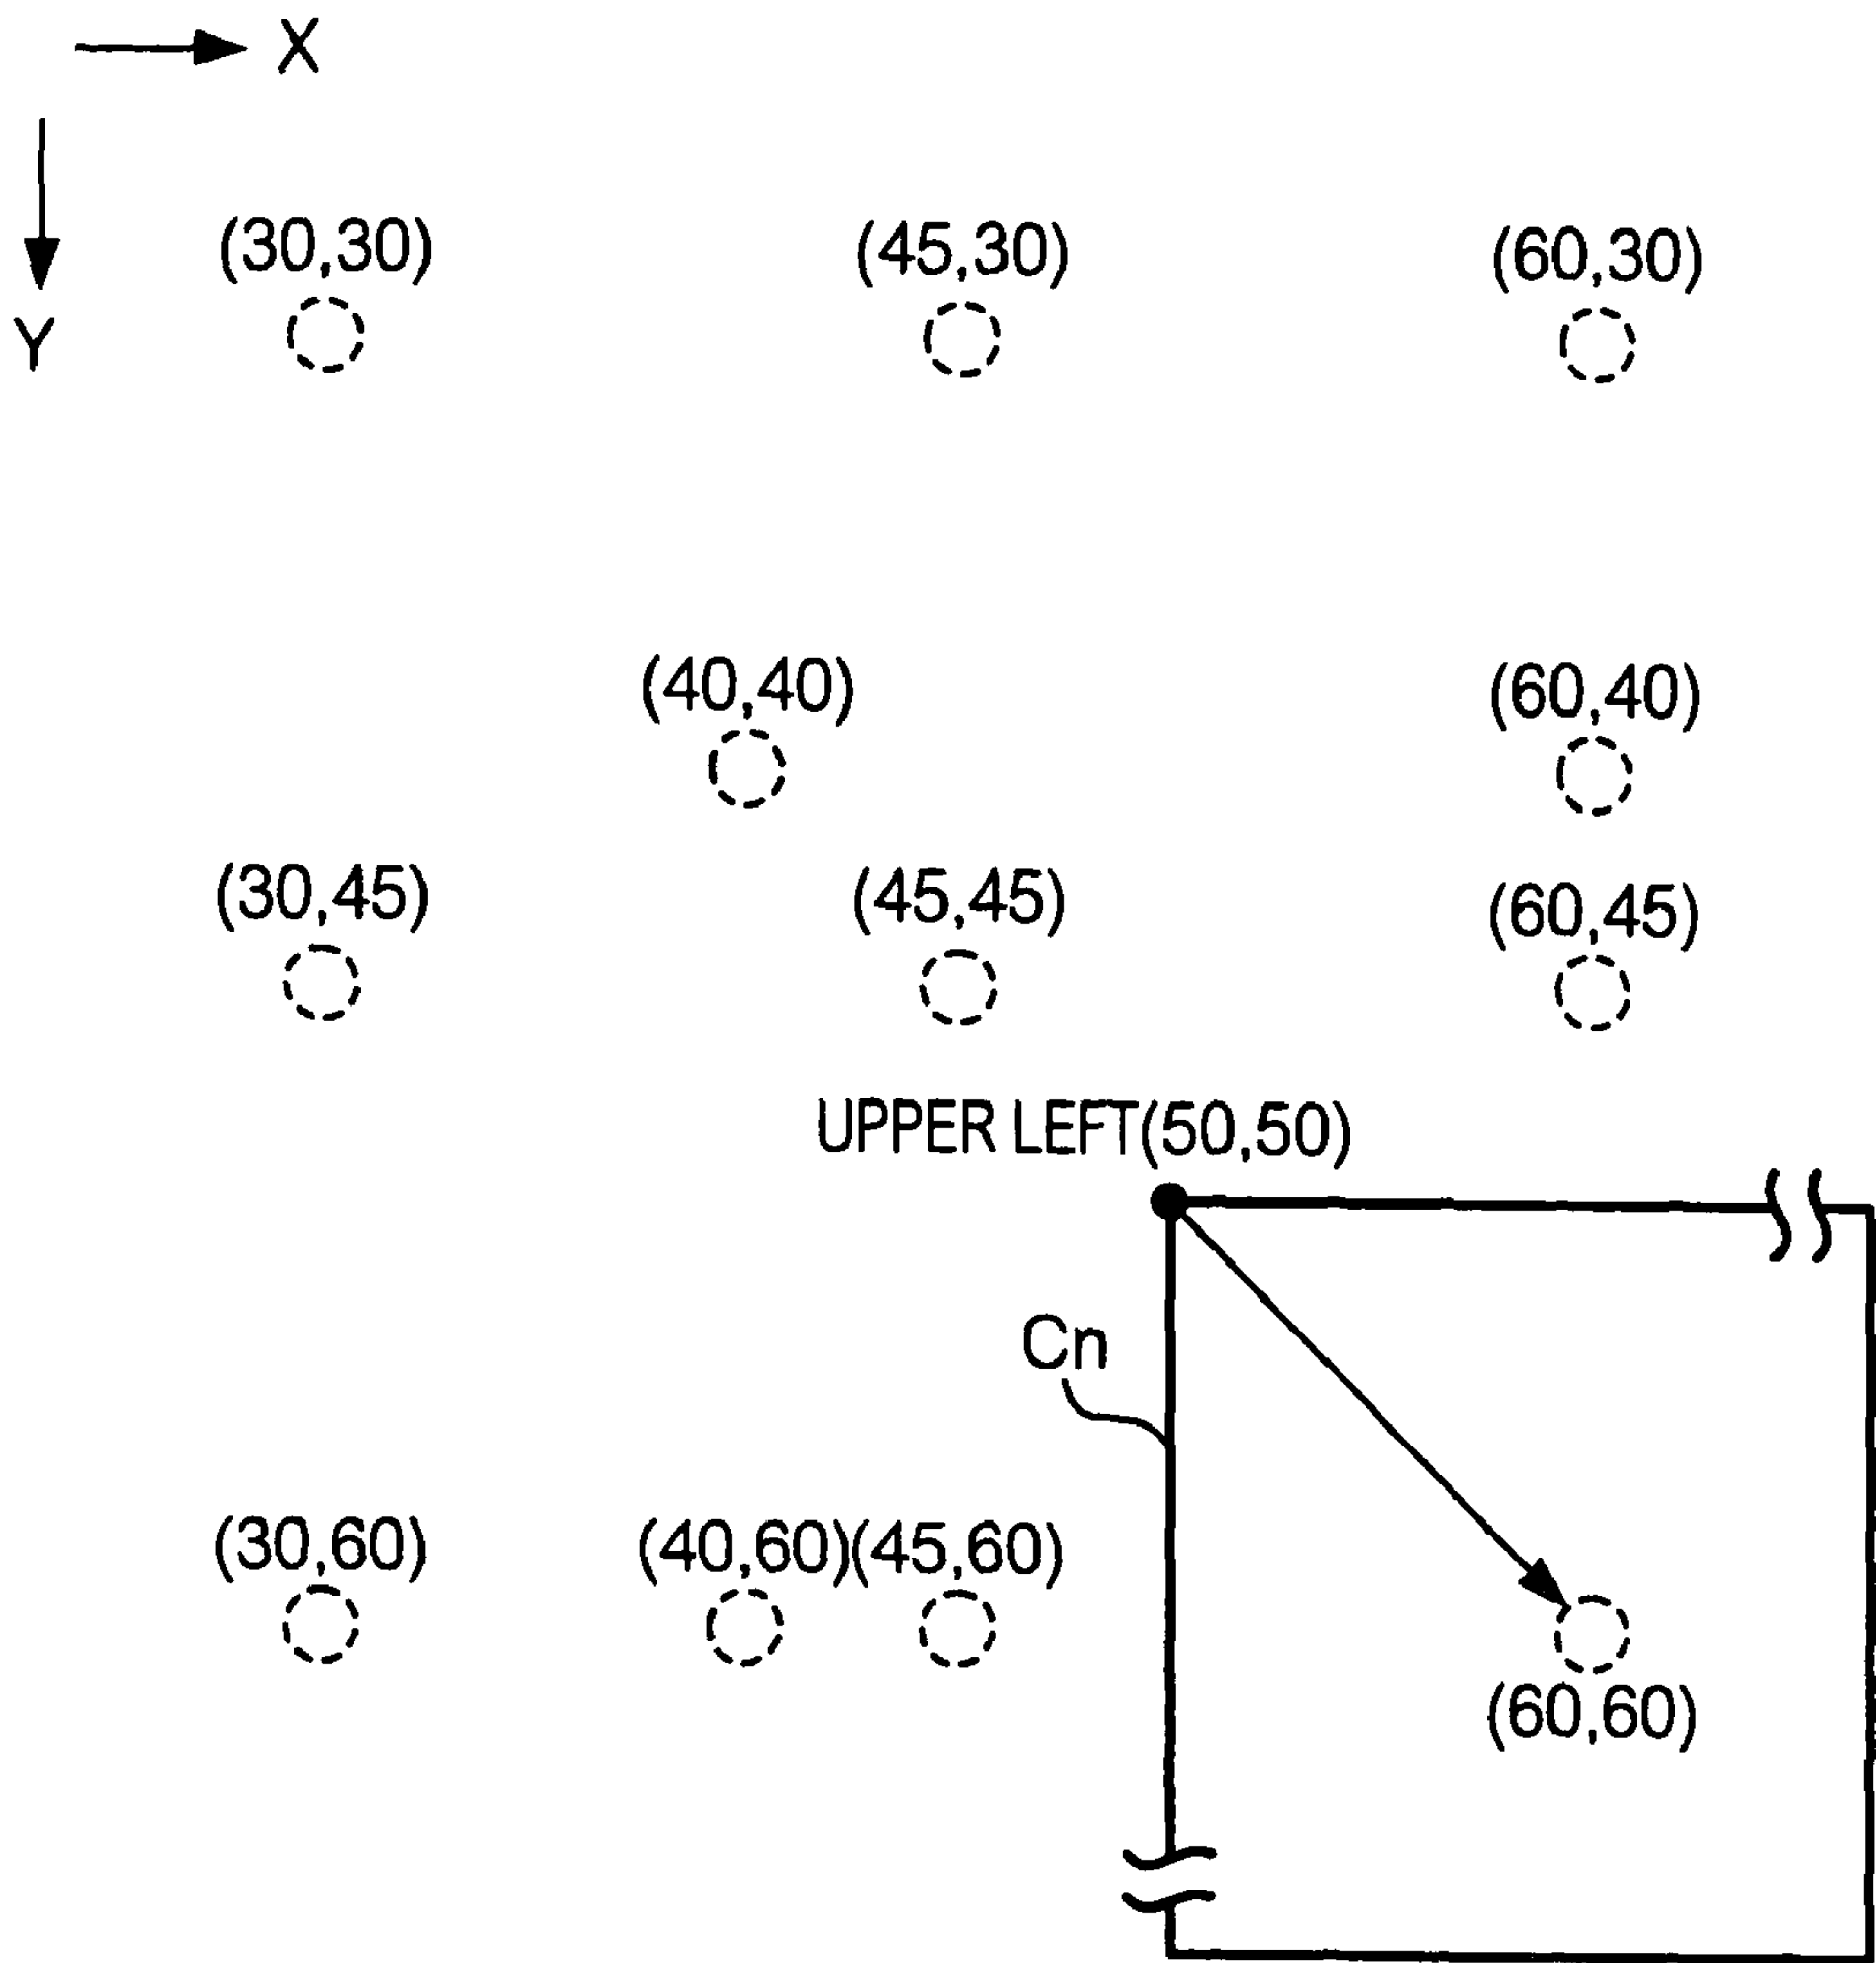 X
Y
(30,30) (45,30) (60,30)
(40,40) (60,40)
(30,45) (45,45) (60,45)
UPPER LEFT(50,50)
Cn
(30,60) (40,60)(45,60)
(60,60)